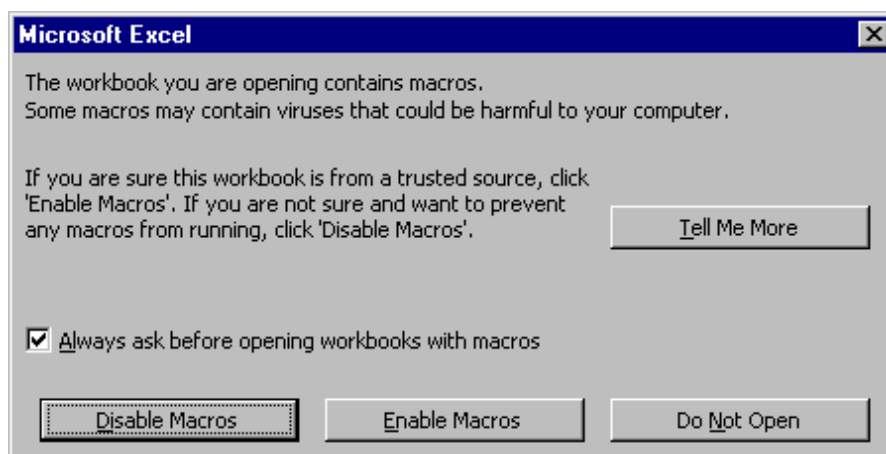 Microsoft Excel
The workbook you are opening contains macros.
Some macros may contain viruses that could be harmful to your computer.
If you are sure this workbook is from a trusted source, click
'Enable Macros'. If you are not sure and want to prevent
any macros from running, click 'Disable Macros'.
Tell Me More
Always ask before opening workbooks with macros
Disable Macros
Enable Macros
Do Not Open